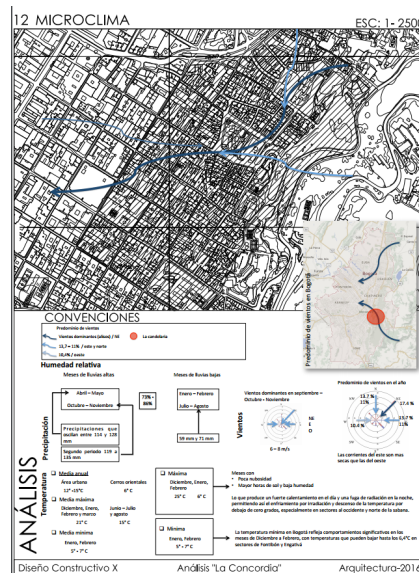 12 MICROCLIMA
ESC: 1- 2500
Bogotá
Predominio de vientos en Bogotá
CONVENCIONES
Predominio de vientos
Vientos dominantes (alisios) / NE
La candelaria
13,7 – 11% / este y norte
10,4% / oeste
Humedad relativa
Meses de lluvias altas
Meses de lluvias bajas
Precipitación
Abril – Mayo
Octubre – Noviembre
73% -
86%
Enero – Febrero
Julio – Agosto
Precipitaciones que
oscilan entre 114 y 128
mm
Segundo periodo 119 a
135 mm
59 mm y 71 mm
Vientos
Vientos dominantes en septiembre –
Octubre - Noviembre
NE
E
O
6 – 8 m/s
Predominio de vientos en el año
13.7 %
11%
17.4 %
15.7%
11%
10.4 %
Las corrientes del este son mas
secas que las del oeste
ANÁLISIS
Temperatura
Media anual
Área urbana
12° -15°C
Cerros orientales
6° C
Media máxima
Diciembre, Enero,
Febrero y marzo
21° C
Junio – Julio
y agosto
15° C
Media mínima
Enero, Febrero
5° - 7° C
Máxima
Diciembre, Enero,
Febrero
25° C
6° C
Mínima
Enero, Febrero
5° - 7° C
Meses con
• Poca nubosidad
• Mayor horas de sol y baja humedad
Lo que produce un fuerte calentamiento en el día y una fuga de radiación en la noche,
permitiendo así el enfriamiento por irradiación y descenso de la temperatura por
debajo de cero grados, especialmente en sectores al occidente y norte de la sabana.
La temperatura mínima en Bogotá refleja comportamientos significativos en los
meses de Diciembre a Febrero, con temperaturas que pueden bajar hasta los 6,4°C en
sectores de Fontibón y Engativá
Diseño Constructivo X
Análisis "La Concordia"
Arquitectura-2016